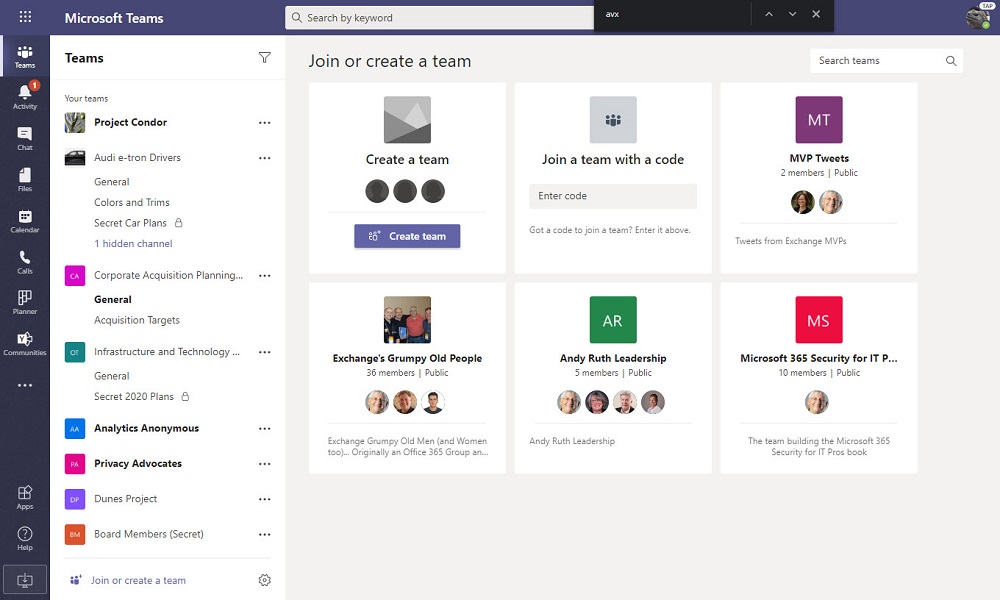 Microsoft Teams
Search by keyword
avx
TAP
Teams
1
Activity
Chat
Files
Calendar
Calls
Planner
Communities
Apps
Help
Teams
Your teams
Project Condor
Audi e-tron Drivers
General
Colors and Trims
Secret Car Plans
1 hidden channel
CA
Corporate Acquisition Planning...
General
Acquisition Targets
OT
Infrastructure and Technology ...
General
Secret 2020 Plans
AA
Analytics Anonymous
PA
Privacy Advocates
DP
Dunes Project
BM
Board Members (Secret)
Join or create a team
Join or create a team
Search teams
Create a team
Create team
Join a team with a code
Enter code
Got a code to join a team? Enter it above.
MT
MVP Tweets
2 members | Public
Tweets from Exchange MVPs
Exchange's Grumpy Old People
36 members | Public
Exchange Grumpy Old Men (and Women
too)... Originally an Office 365 Group an...
AR
Andy Ruth Leadership
5 members | Public
Andy Ruth Leadership
MS
Microsoft 365 Security for IT P...
10 members | Public
The team building the Microsoft 365
Security for IT Pros book